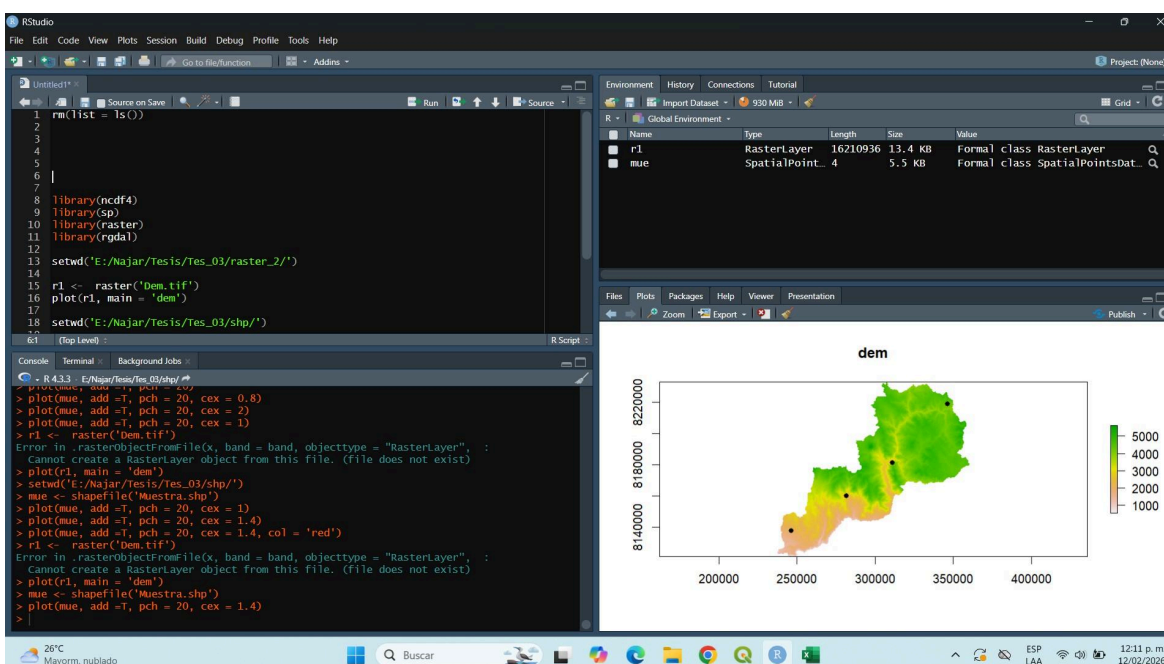 RStudio
File Edit Code View Plots Session Build Debug Profile Tools Help
Go to file/function Addins
Project: (None
Untitled1*
Source on Save Run Source
1 rm(list = ls())
2
3
4
5
6
7
8 library(ncdf4)
9 library(sp)
10 library(raster)
11 library(rgdal)
12
13 setwd('E:/Najar/Tesis/Tes_03/raster_2/')
14
15 r1 <- raster('Dem.tif')
16 plot(r1, main = 'dem')
17
18 setwd('E:/Najar/Tesis/Tes_03/shp/')
6:1 (Top Level) R Script
Console Terminal Background Jobs
R 4.3.3 · E:/Najar/Tesis/Tes_03/shp/
> plot(mue, add =T, pch = 20)
> plot(mue, add =T, pch = 20, cex = 0.8)
> plot(mue, add =T, pch = 20, cex = 2)
> plot(mue, add =T, pch = 20, cex = 1)
> r1 <- raster('Dem.tif')
Error in .rasterObjectFromFile(x, band = band, objecttype = "RasterLayer", :
Cannot create a RasterLayer object from this file. (file does not exist)
> plot(r1, main = 'dem')
> setwd('E:/Najar/Tesis/Tes_03/shp/')
> mue <- shapefile('Muestra.shp')
> plot(mue, add =T, pch = 20, cex = 1)
> plot(mue, add =T, pch = 20, cex = 1.4)
> plot(mue, add =T, pch = 20, cex = 1.4, col = 'red')
> r1 <- raster('Dem.tif')
Error in .rasterObjectFromFile(x, band = band, objecttype = "RasterLayer", :
Cannot create a RasterLayer object from this file. (file does not exist)
> plot(r1, main = 'dem')
> mue <- shapefile('Muestra.shp')
> plot(mue, add =T, pch = 20, cex = 1.4)
>
Environment History Connections Tutorial
Import Dataset 930 MiB Grid
R Global Environment
Name Type Length Size Value
r1 RasterLayer 16210936 13.4 KB Formal class RasterLayer
mue SpatialPoint… 4 5.5 KB Formal class SpatialPointsDat…
Files Plots Packages Help Viewer Presentation
Zoom Export Publish
dem
8220000
8180000
8140000
200000 250000 300000 350000 400000
5000
4000
3000
2000
1000
26°C
Mayorm. nublado
Buscar
ESP
LAA
12:11 p. m
12/02/2026